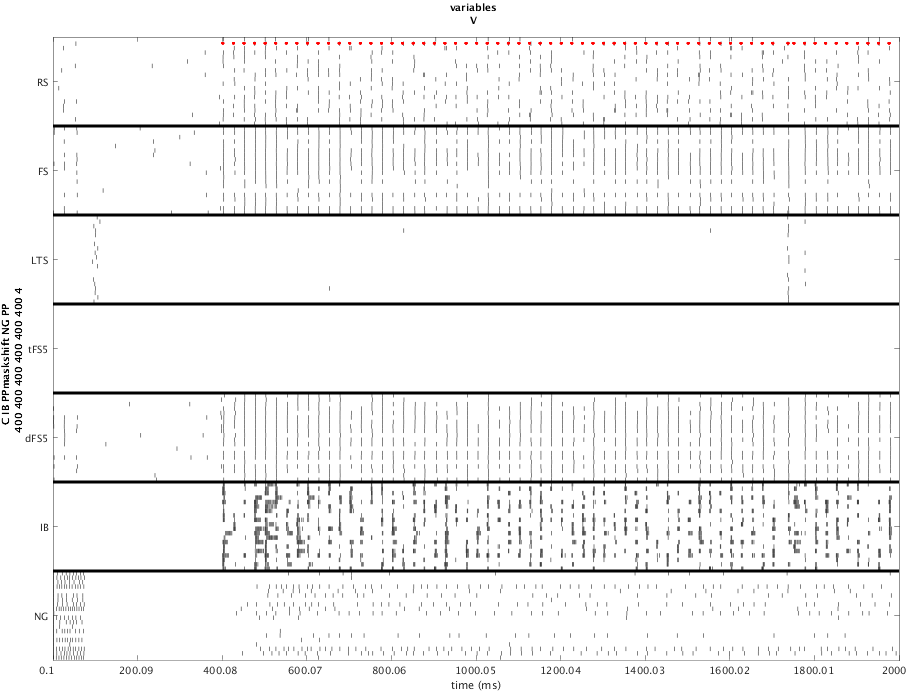 variables
V
RS
FS
LTS
tFS5
dFS5
IB
NG
C IB PPmaskshift NG PP
400 400 400 400 400 400 4
0.1 200.09 400.08 600.07 800.06 1000.05 1200.04 1400.03 1600.02 1800.01 2000
time (ms)